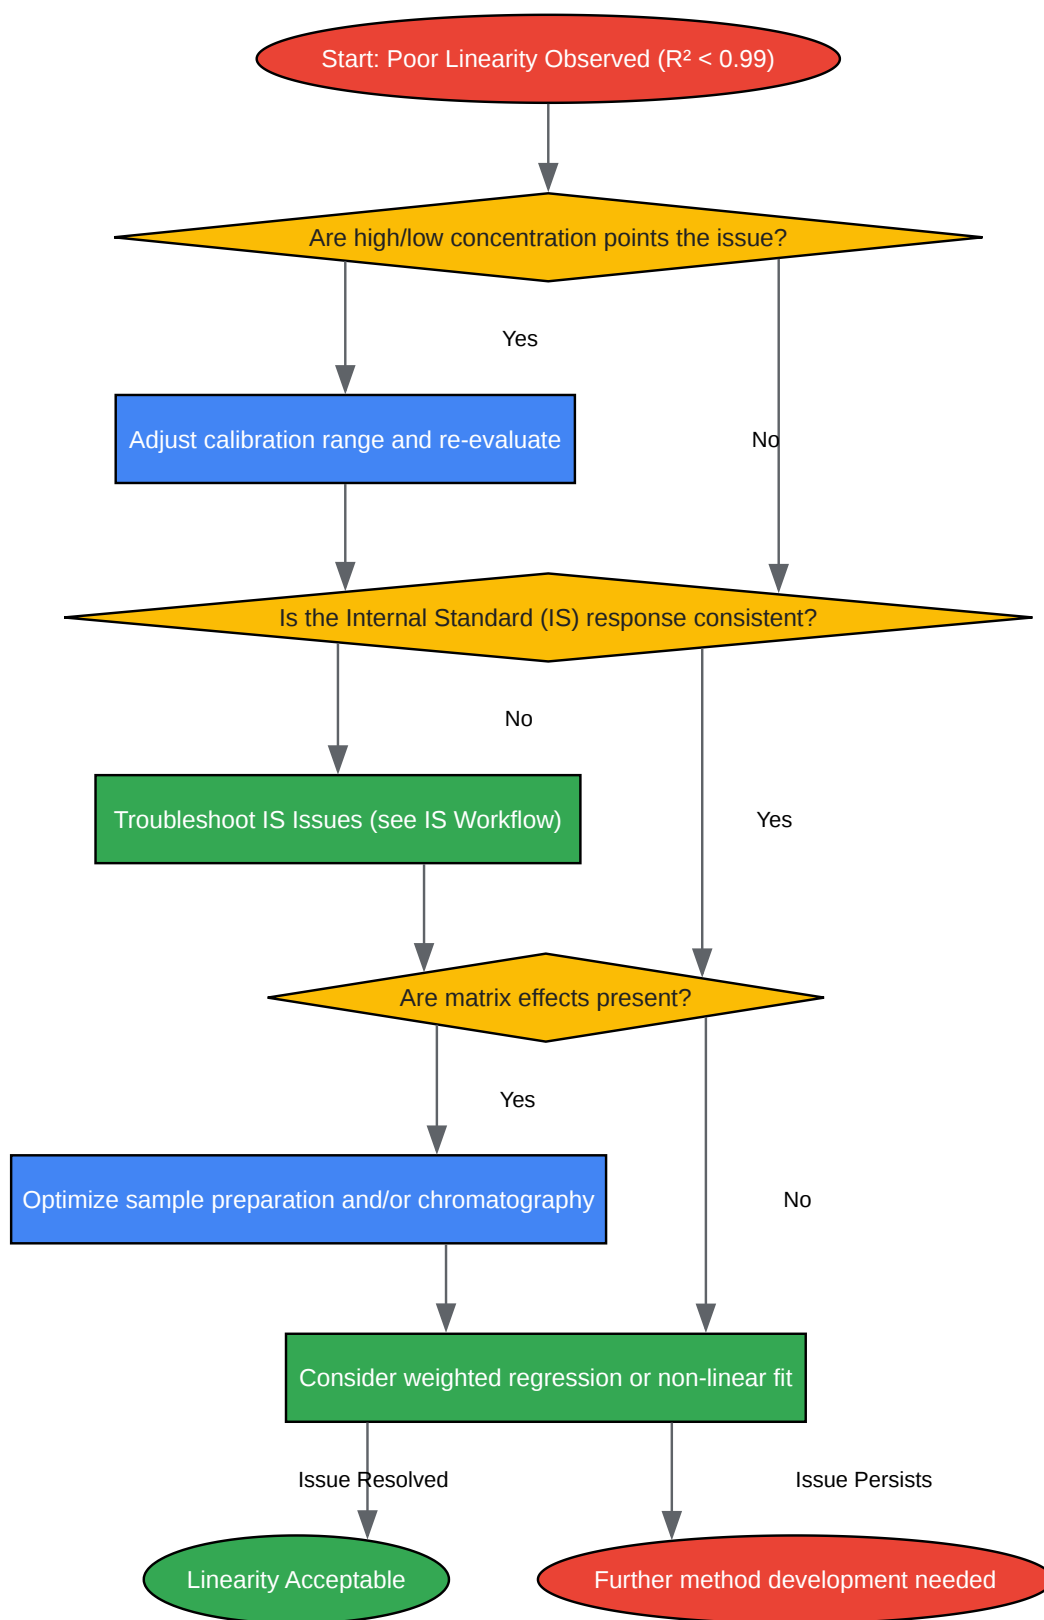 Start: Poor Linearity Observed (R² < 0.99)
Are high/low concentration points the issue?
Yes
Adjust calibration range and re-evaluate
No
Is the Internal Standard (IS) response consistent?
No
Troubleshoot IS Issues (see IS Workflow)
Yes
Are matrix effects present?
Yes
Optimize sample preparation and/or chromatography
No
Consider weighted regression or non-linear fit
Issue Resolved
Issue Persists
Linearity Acceptable
Further method development needed